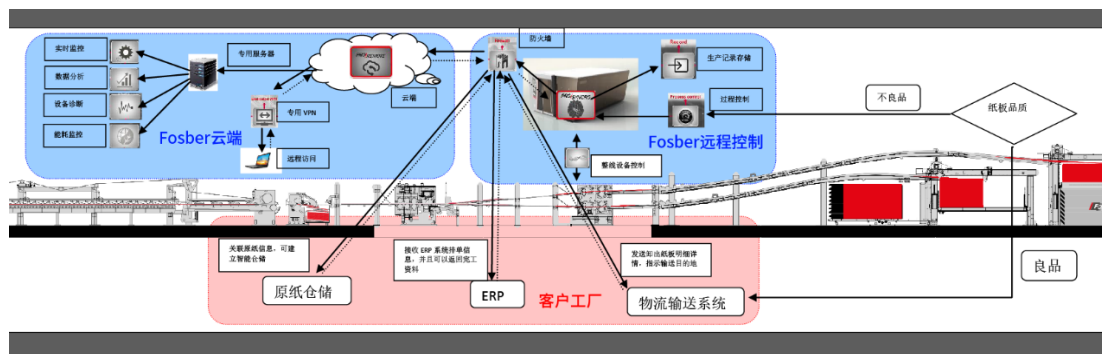 实时监控
数据分析
设备诊断
能耗监控
专用服务器
云端
专用 VPN
远程访问
Fosber云端
防火墙
生产记录存储
过程控制
Fosber远程控制
整线设备控制
不良品
纸板品质
良品
关联原纸信息，可建
立智能仓储
原纸仓储
接收 ERP 系统排单信
息，并且可以返回完工
资料
ERP
客户工厂
发送卸出纸板明细详
情，指示输送目的地
物流输送系统